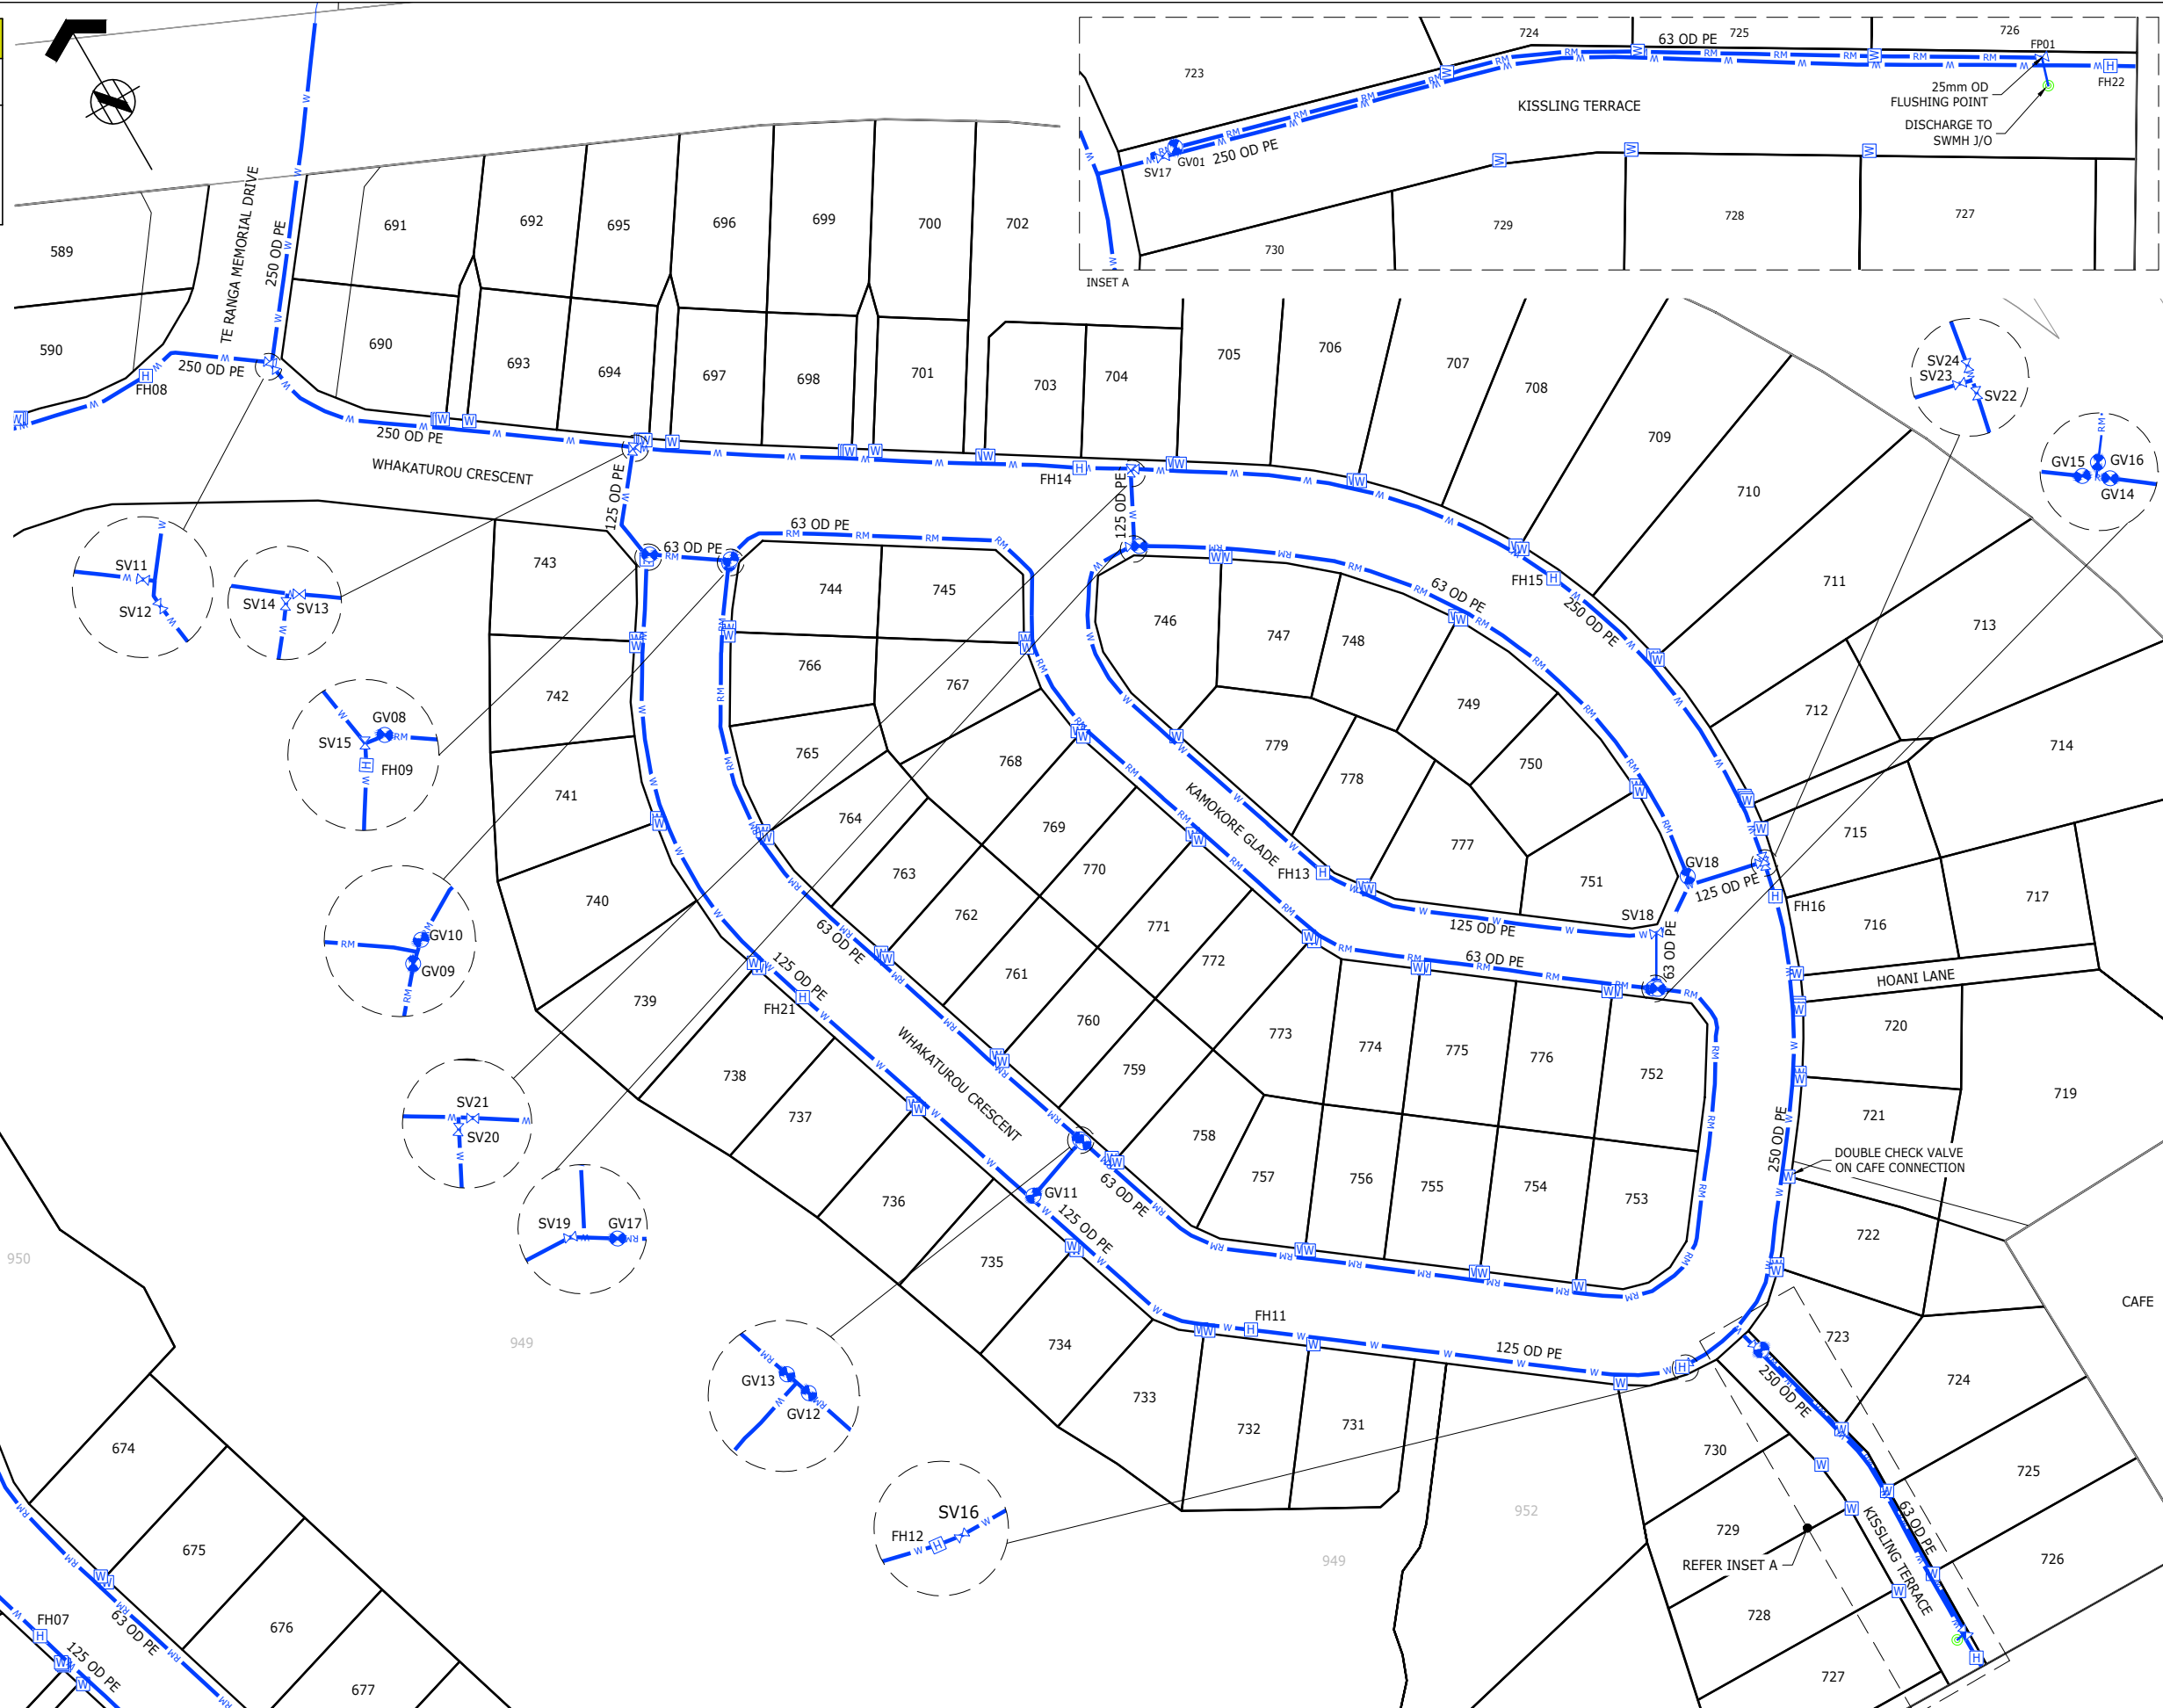 724
725
726
63 OD PE
FP01
723
25mm OD
FLUSHING POINT
FH22
KISSLING TERRACE
DISCHARGE TO
SWMH J/O
GV01
250 OD PE
SV17
730
729
728
727
INSET A
TE RANGA MEMORIAL DRIVE
250 OD PE
589
590
691
692
695
696
699
700
702
690
693
694
697
698
701
703
704
705
706
707
708
709
710
711
712
713
714
715
716
717
719
720
721
722
723
724
725
726
727
728
729
730
FH08
250 OD PE
250 OD PE
WHAKATUROU CRESCENT
125 OD PE
FH14
125 OD PE
63 OD PE
63 OD PE
FH15
250 OD PE
63 OD PE
SV24
SV23
SV22
GV15
GV16
GV14
SV11
SV12
SV14
SV13
GV08
SV15
FH09
GV10
GV09
SV21
SV20
SV19
GV17
GV13
GV12
SV16
FH12
743
744
745
746
747
748
749
750
751
742
766
767
741
765
768
779
778
777
764
769
763
770
740
762
771
761
772
739
760
773
774
775
776
752
738
759
737
758
757
756
755
754
753
736
735
734
733
732
731
KAMOKORE GLADE
FH13
GV18
125 OD PE
SV18
125 OD PE
63 OD PE
63 OD PE
FH16
HOANI LANE
63 OD PE
125 OD PE
FH21
WHAKATUROU CRESCENT
GV11
63 OD PE
125 OD PE
FH11
125 OD PE
250 OD PE
DOUBLE CHECK VALVE
ON CAFE CONNECTION
CAFE
250 OD PE
63 OD PE
KISSLING TERRACE
REFER INSET A
950
949
949
952
674
675
676
677
FH07
63 OD PE
125 OD PE